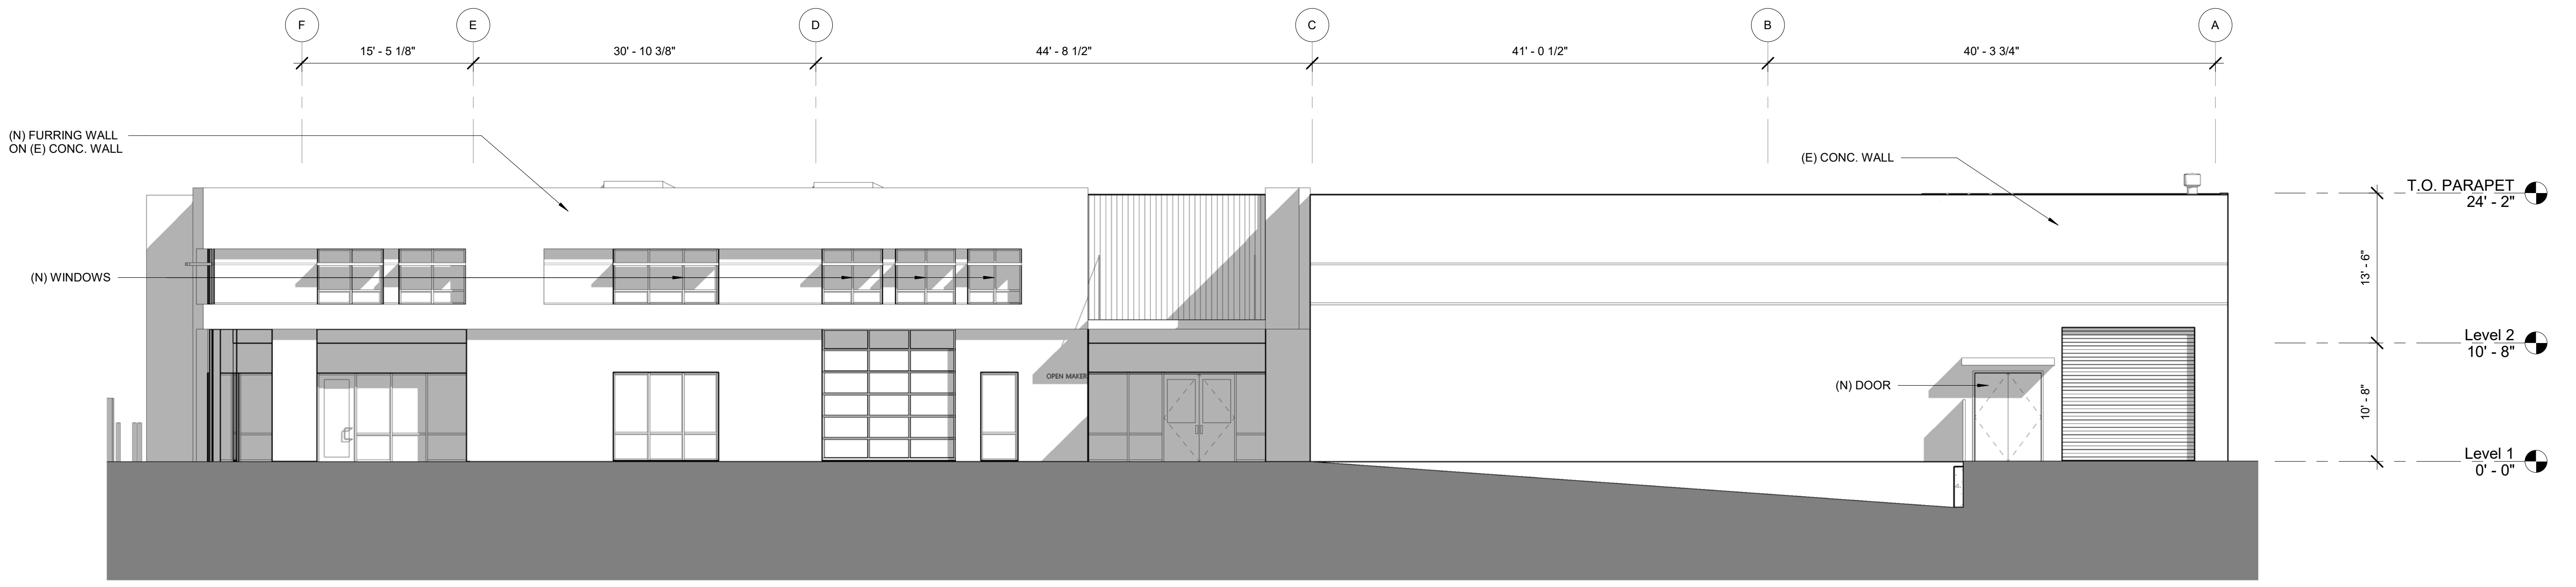 F E D C B A
15' - 5 1/8" 30' - 10 3/8" 44' - 8 1/2" 41' - 0 1/2" 40' - 3 3/4"
(N) FURRING WALL
ON (E) CONC. WALL
(E) CONC. WALL
T.O. PARAPET
24' - 2"
13' - 6"
(N) WINDOWS
Level 2
10' - 8"
OPEN MAKER
(N) DOOR
10' - 8"
Level 1
0' - 0"